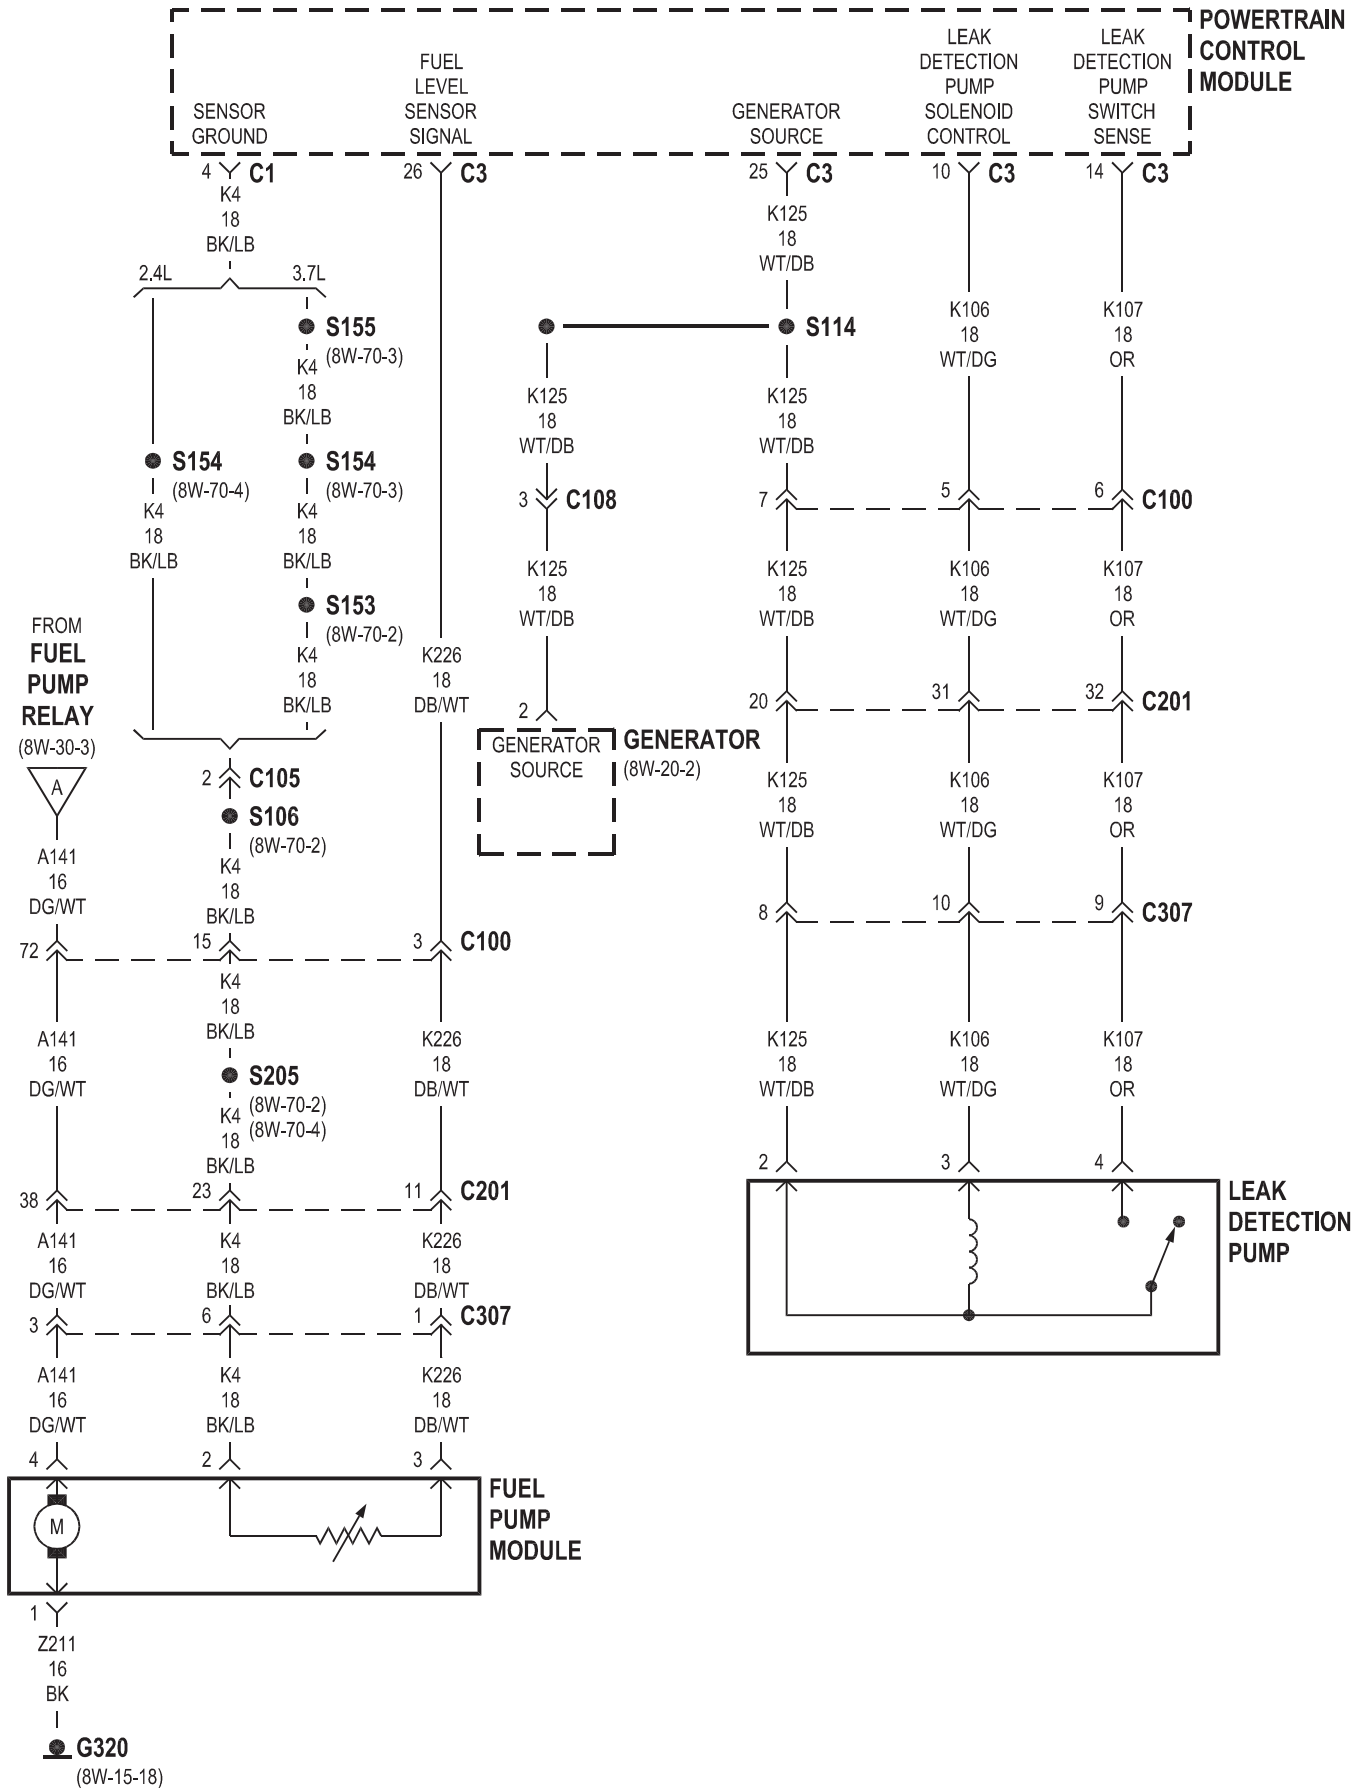 POWERTRAIN
CONTROL
MODULE
SENSOR
GROUND
FUEL
LEVEL
SENSOR
SIGNAL
GENERATOR
SOURCE
LEAK
DETECTION
PUMP
SOLENOID
CONTROL
LEAK
DETECTION
PUMP
SWITCH
SENSE
4 C1
26 C3
25 C3
10 C3
14 C3
K4
18
BK/LB
K125
18
WT/DB
2.4L
3.7L
S155
(8W-70-3)
S114
K106
18
WT/DG
K107
18
OR
K4
18
BK/LB
K125
18
WT/DB
K125
18
WT/DB
S154
(8W-70-4)
S154
(8W-70-3)
3 C108
7
5
6 C100
K4
18
BK/LB
K4
18
BK/LB
K125
18
WT/DB
K125
18
WT/DB
K106
18
WT/DG
K107
18
OR
S153
(8W-70-2)
FROM
FUEL
PUMP
RELAY
(8W-30-3)
A
K4
18
BK/LB
K226
18
DB/WT
20
31
32 C201
2
GENERATOR
SOURCE
GENERATOR
(8W-20-2)
2 C105
S106
(8W-70-2)
K125
18
WT/DB
K106
18
WT/DG
K107
18
OR
A141
16
DG/WT
K4
18
BK/LB
8
10
9 C307
72
15
3 C100
K4
18
BK/LB
A141
16
DG/WT
K226
18
DB/WT
K125
18
WT/DB
K106
18
WT/DG
K107
18
OR
S205
(8W-70-2)
(8W-70-4)
K4
18
BK/LB
2
3
4
LEAK
DETECTION
PUMP
38
23
11 C201
A141
16
DG/WT
K4
18
BK/LB
K226
18
DB/WT
3
6
1 C307
A141
16
DG/WT
K4
18
BK/LB
K226
18
DB/WT
4
2
3
FUEL
PUMP
MODULE
M
1
Z211
16
BK
G320
(8W-15-18)